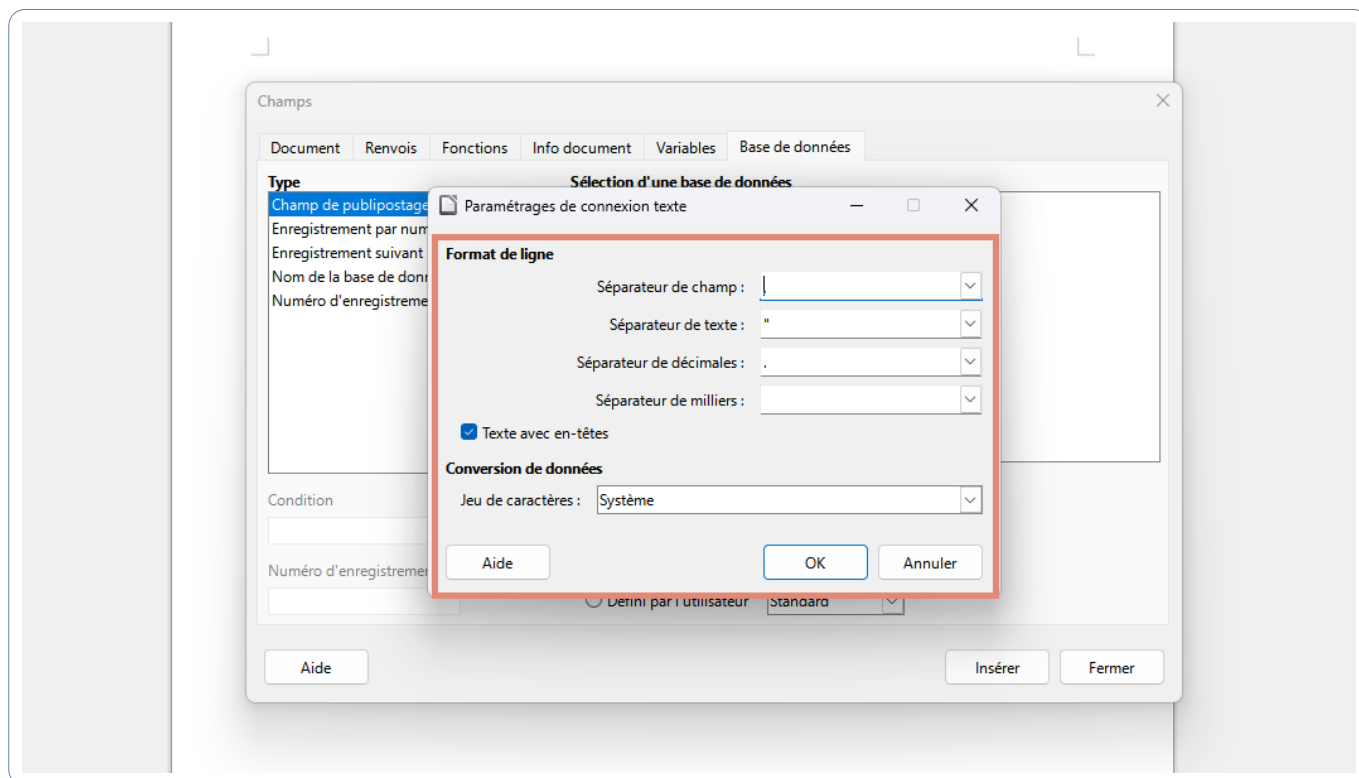 Champs
Document Renvois Fonctions Info document Variables Base de données
Type Sélection d'une base de données
Champ de publipostage
Enregistrement par num
Enregistrement suivant
Nom de la base de donn
Numéro d'enregistreme
Condition
Numéro d'enregistremen
Paramétrages de connexion texte
Format de ligne
Séparateur de champ :
Séparateur de texte : "
Séparateur de décimales : .
Séparateur de milliers :
Texte avec en-têtes
Conversion de données
Jeu de caractères : Système
Aide OK Annuler
Défini par l'utilisateur Standard
Aide Insérer Fermer